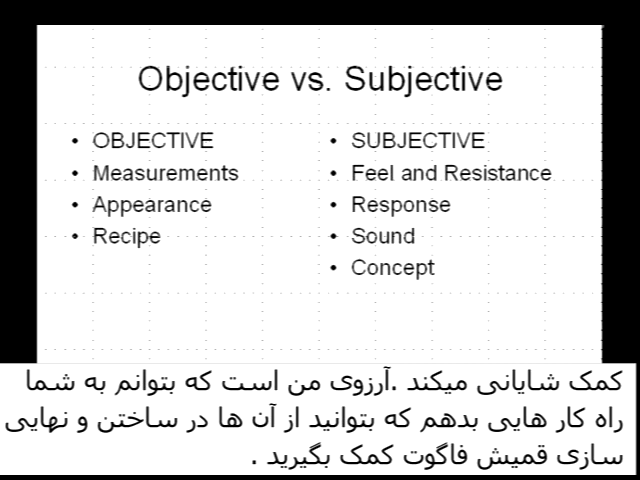 Objective vs. Subjective
• OBJECTIVE
• Measurements
• Appearance
• Recipe
• SUBJECTIVE
• Feel and Resistance
• Response
• Sound
• Concept
کمک شایانی میکند .آرزوی من است که بتوانم به شما
راه کار هایی بدهم که بتوانید از آن ها در ساختن و نهایی
سازی قمیش فاگوت کمک بگیرید .